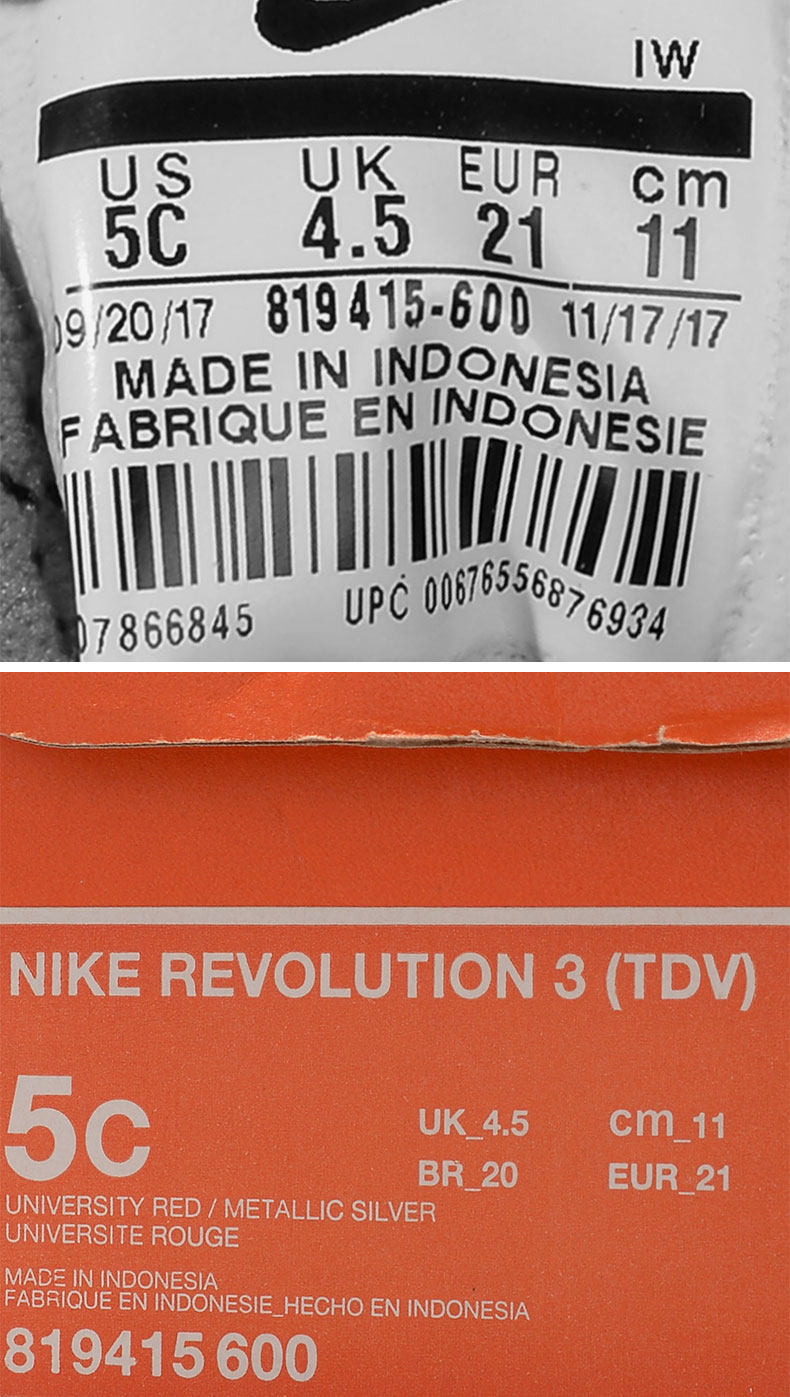 IW
US UK EUR cm
5C 4.5 21 11
09/20/17 819415-600 11/17/17
MADE IN INDONESIA
FABRIQUE EN INDONESIE
07866845 UPC 00676556876934
NIKE REVOLUTION 3 (TDV)
5C UK_4.5 cm_11
BR_20 EUR_21
UNIVERSITY RED / METALLIC SILVER
UNIVERSITE ROUGE
MADE IN INDONESIA
FABRIQUE EN INDONESIE_HECHO EN INDONESIA
819415 600